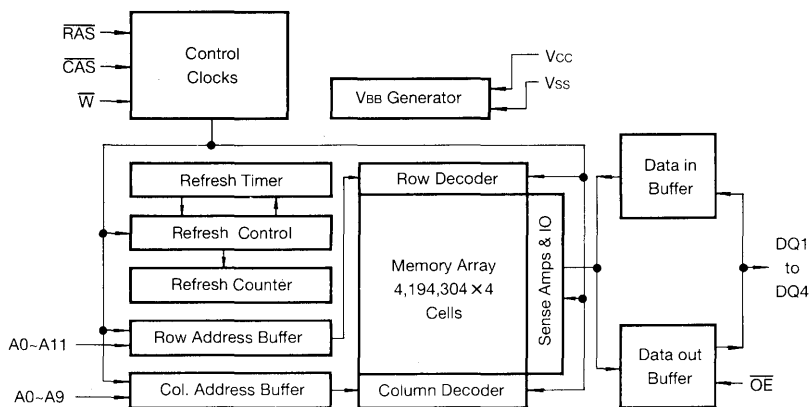 RAS
CAS
W
Control
Clocks
Vcc
Vss
VBB Generator
Refresh Timer
Refresh Control
Refresh Counter
Row Address Buffer
Col. Address Buffer
A0~A11
A0~A9
Row Decoder
Memory Array
4,194,304 × 4
Cells
Column Decoder
Sense Amps & IO
Data in
Buffer
Data out
Buffer
DQ1
to
DQ4
OE